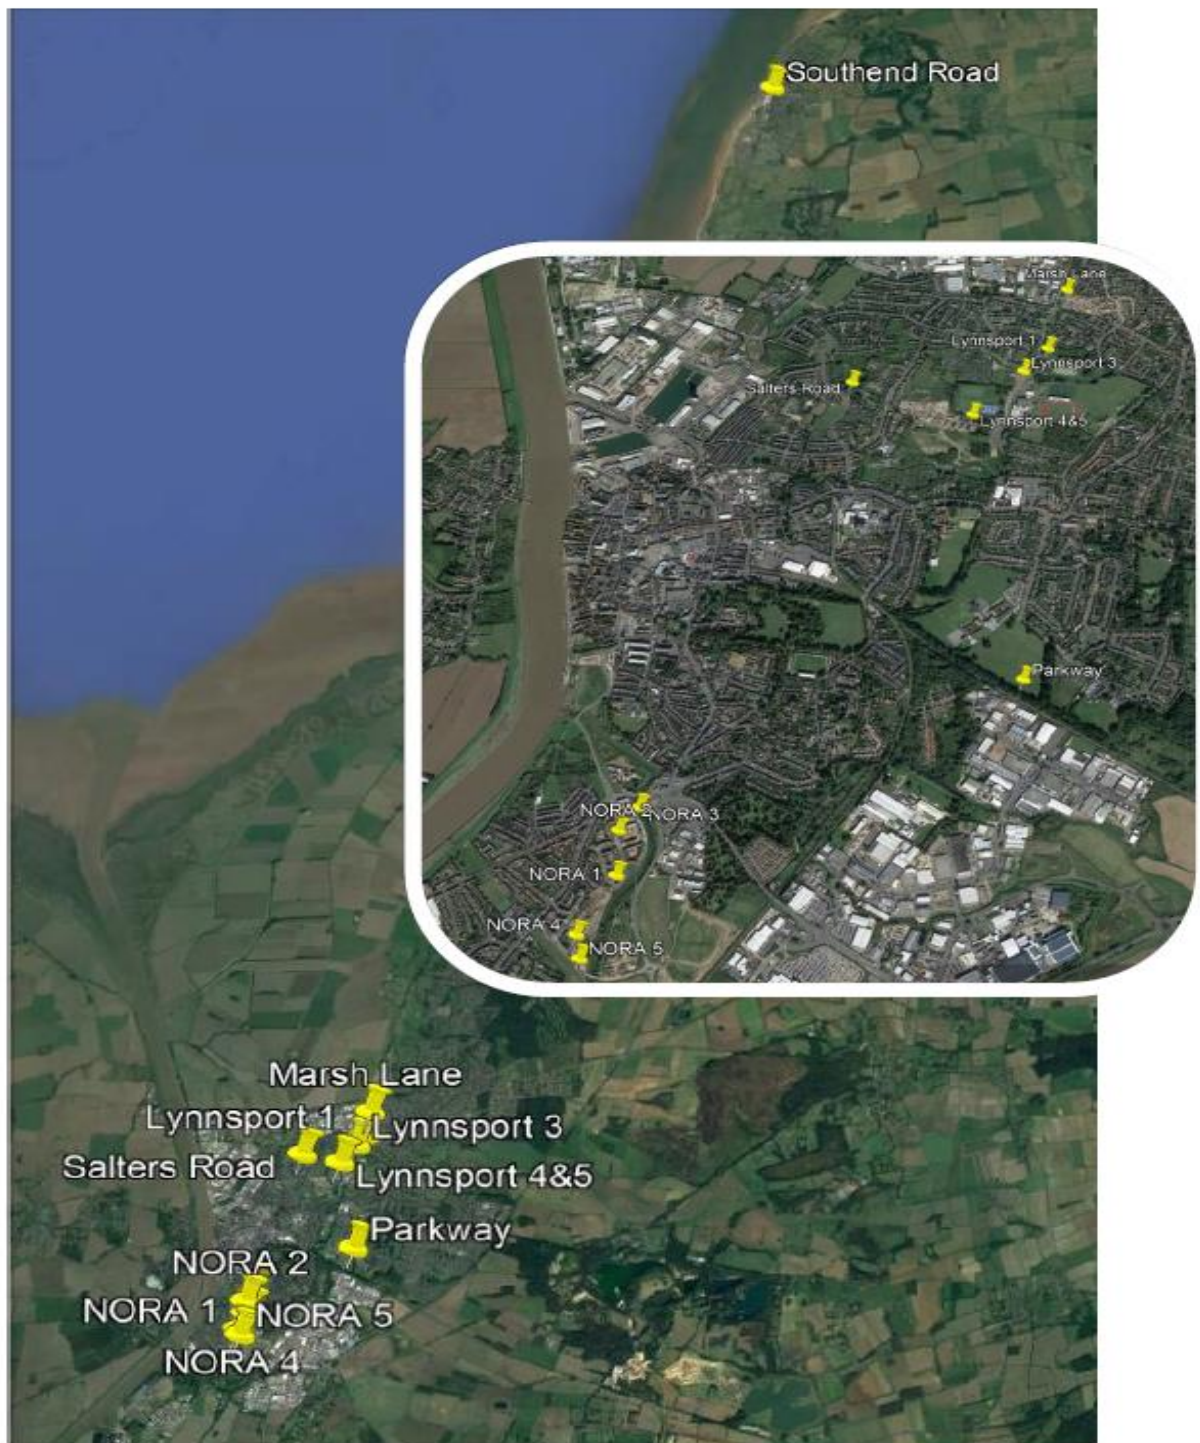 Southend Road
Marsh Lane
Lynnsport 1
Lynnsport 3
Salters Road
Lynnsport 4&5
Parkway
NORA 2
NORA 3
NORA 1
NORA 4
NORA 5
Marsh Lane
Lynnsport 1
Lynnsport 3
Salters Road
Lynnsport 4&5
Parkway
NORA 2
NORA 1
NORA 5
NORA 4